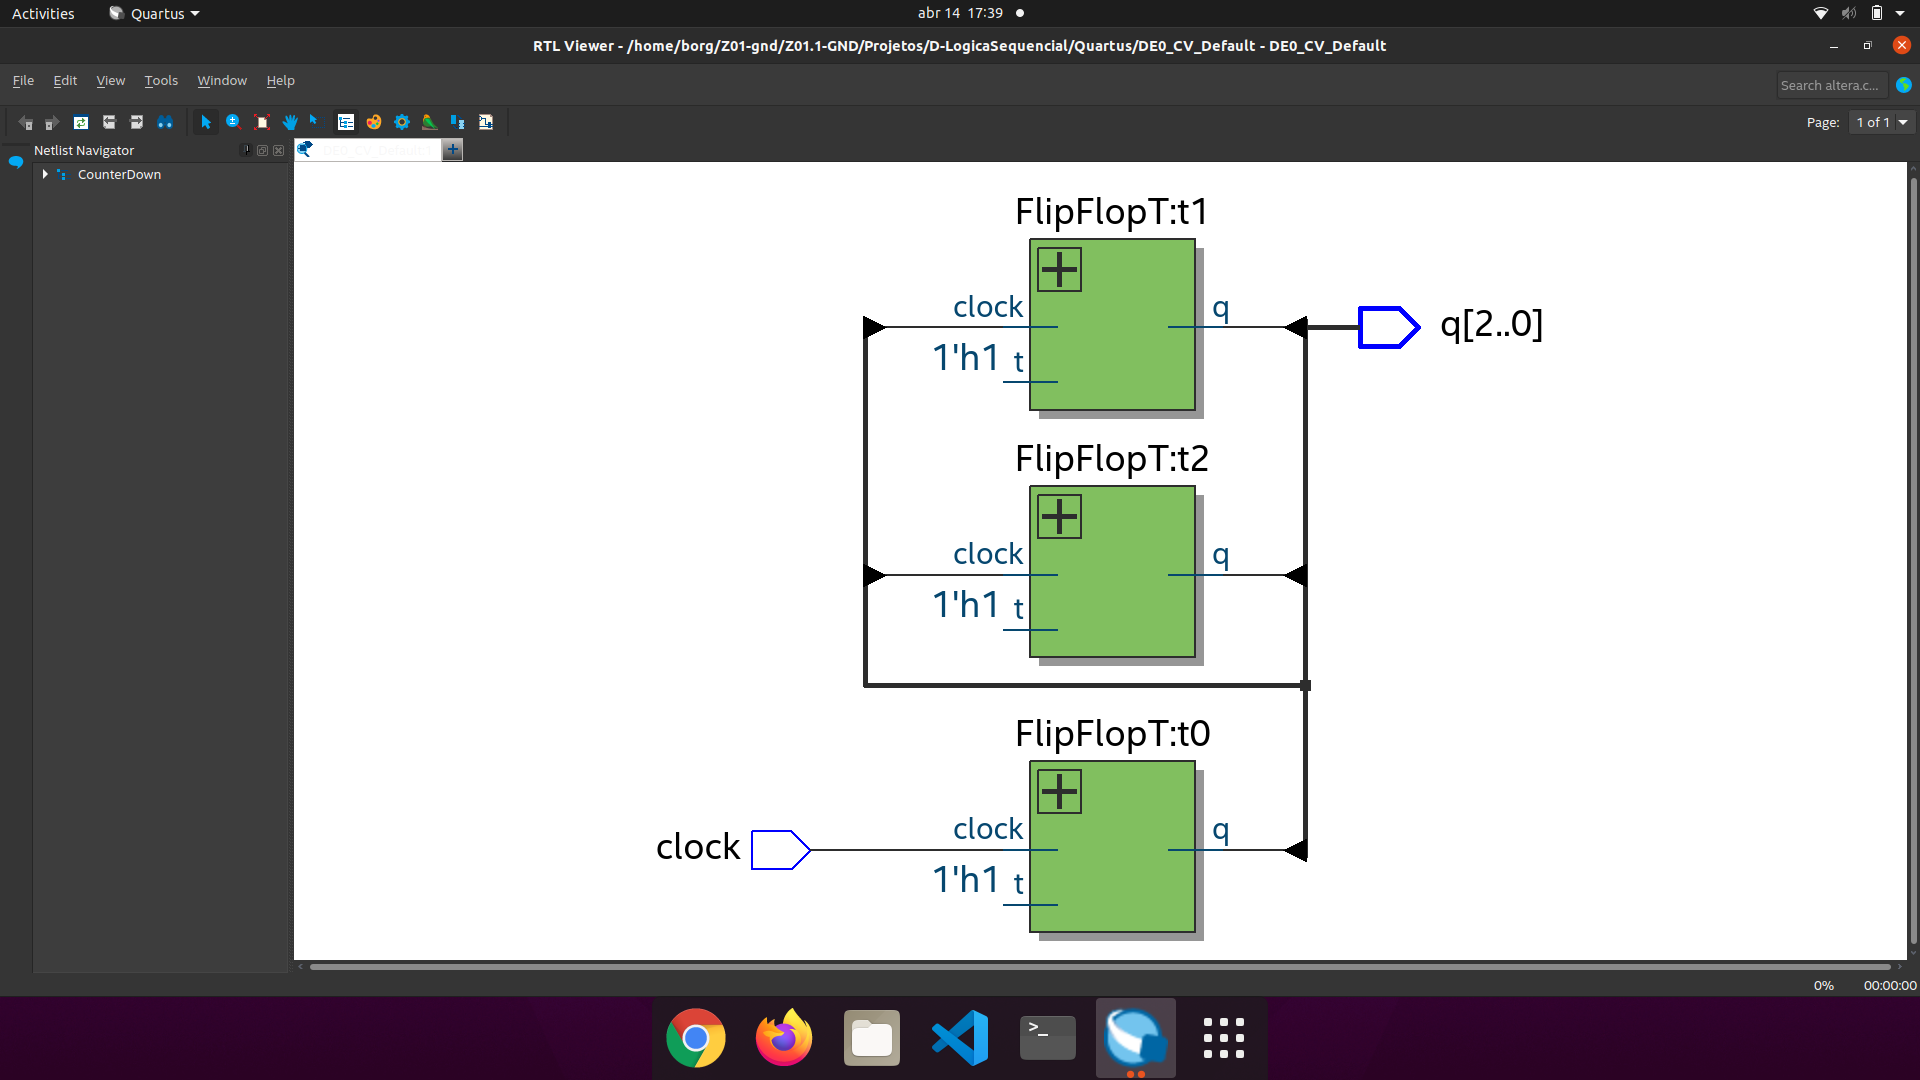 Activities
Quartus
abr 14 17:39
RTL Viewer - /home/borg/Z01-gnd/Z01.1-GND/Projetos/D-LogicaSequencial/Quartus/DE0_CV_Default - DE0_CV_Default
File Edit View Tools Window Help
Search altera.c...
Page: 1 of 1
Netlist Navigator
CounterDown
FlipFlopT:t1
clock
q
1'h1 t
q[2..0]
FlipFlopT:t2
clock
q
1'h1 t
FlipFlopT:t0
clock
clock
q
1'h1 t
0% 00:00:00
>_